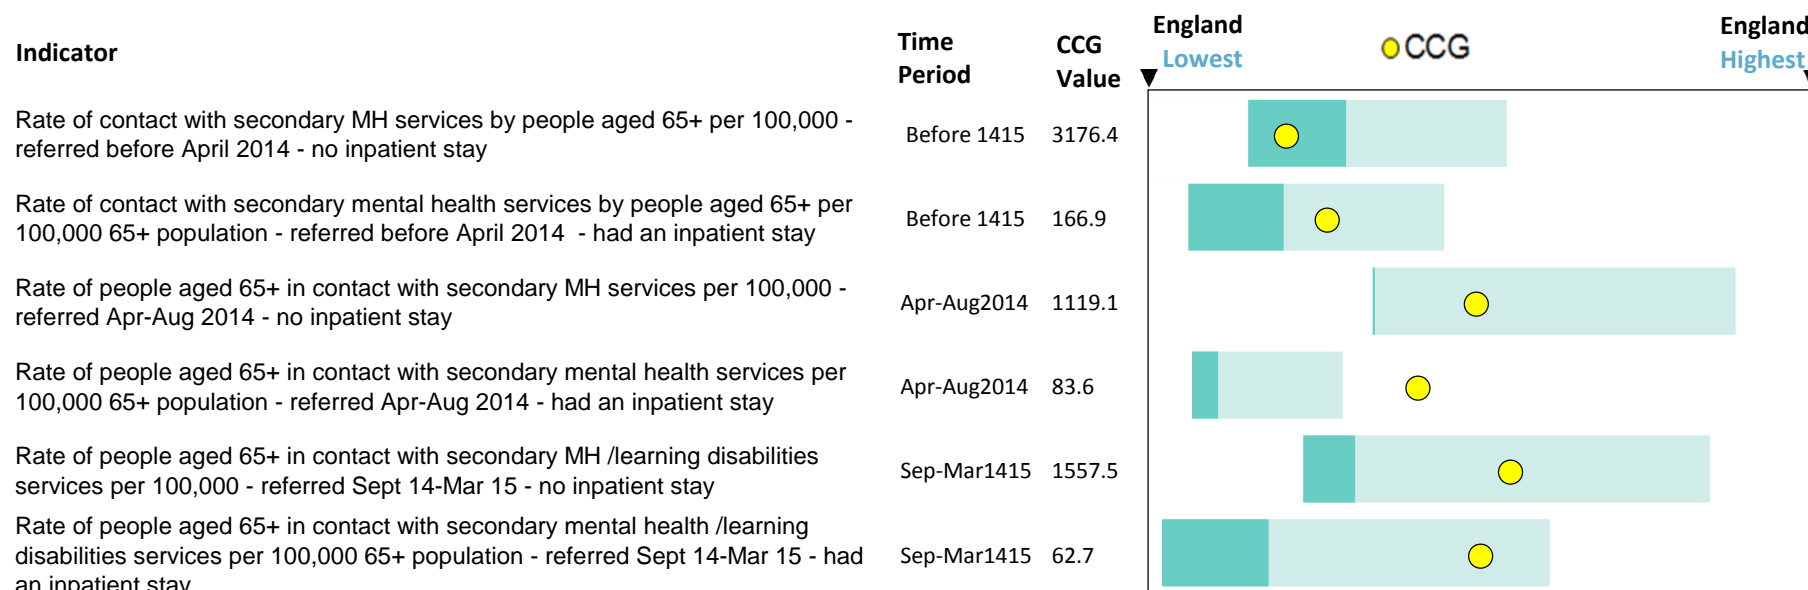 Indicator
Time Period
CCG Value
England Lowest
CCG
England Highest
Rate of contact with secondary MH services by people aged 65+ per 100,000 -
referred before April 2014 - no inpatient stay
Before 1415 3176.4
Rate of contact with secondary mental health services by people aged 65+ per
100,000 65+ population - referred before April 2014 - had an inpatient stay
Before 1415 166.9
Rate of people aged 65+ in contact with secondary MH services per 100,000 -
referred Apr-Aug 2014 - no inpatient stay
Apr-Aug2014 1119.1
Rate of people aged 65+ in contact with secondary mental health services per
100,000 65+ population - referred Apr-Aug 2014 - had an inpatient stay
Apr-Aug2014 83.6
Rate of people aged 65+ in contact with secondary MH /learning disabilities
services per 100,000 - referred Sept 14-Mar 15 - no inpatient stay
Sep-Mar1415 1557.5
Rate of people aged 65+ in contact with secondary mental health /learning
disabilities services per 100,000 65+ population - referred Sept 14-Mar 15 - had
an inpatient stay
Sep-Mar1415 62.7